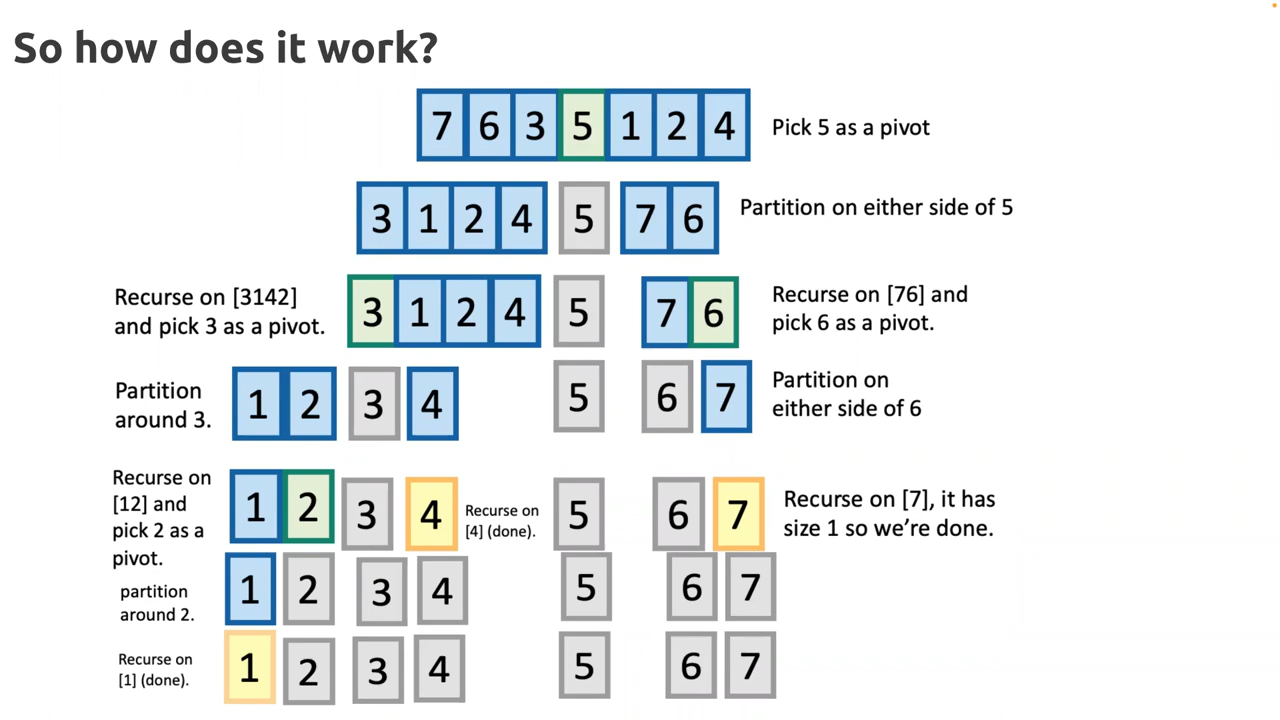 So how does it work?
7 6 3 5 1 2 4
Pick 5 as a pivot
3 1 2 4 5 7 6
Partition on either side of 5
Recurse on [3142]
and pick 3 as a pivot.
3 1 2 4 5 7 6
Recurse on [76] and
pick 6 as a pivot.
Partition
around 3.
1 2 3 4 5 6 7
Partition on
either side of 6
Recurse on
[12] and
pick 2 as a
pivot.
1 2 3 4
Recurse on
[4] (done).
5 6 7
Recurse on [7], it has
size 1 so we’re done.
partition
around 2.
1 2 3 4 5 6 7
Recurse on
[1] (done).
1 2 3 4 5 6 7